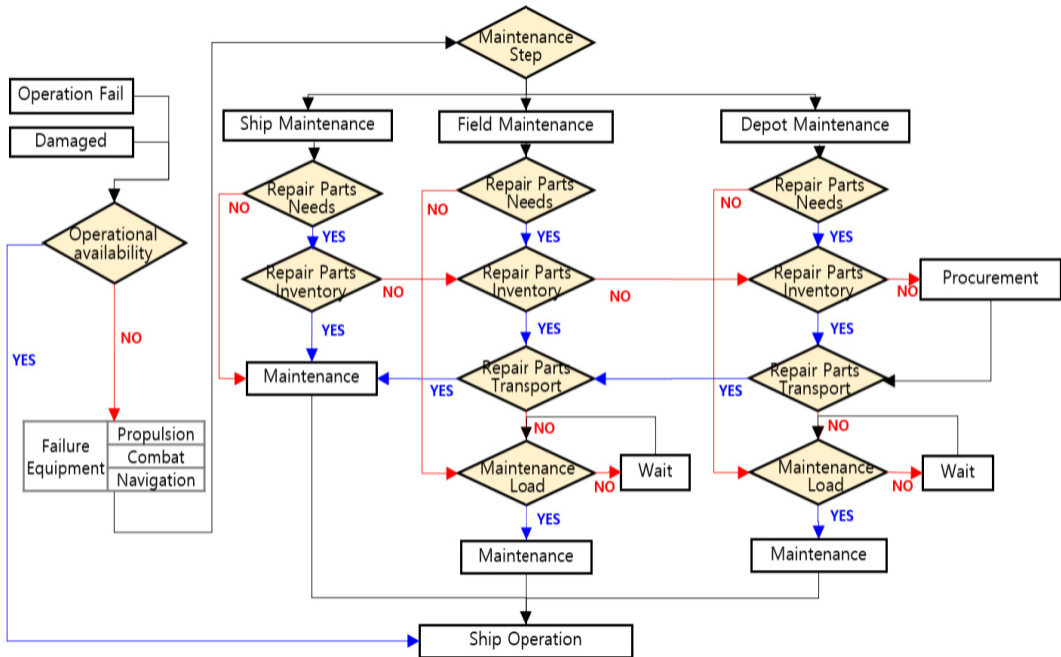 Maintenance
Step
Operation Fail
Damaged
Ship Maintenance
Field Maintenance
Depot Maintenance
Repair Parts
Needs
Repair Parts
Needs
Repair Parts
Needs
NO
NO
NO
YES
YES
YES
Operational
availability
Repair Parts
Inventory
Repair Parts
Inventory
Repair Parts
Inventory
Procurement
NO
NO
NO
YES
NO
YES
YES
YES
Maintenance
Repair Parts
Transport
Repair Parts
Transport
YES
YES
NO
NO
Failure
Equipment
Propulsion
Combat
Navigation
Maintenance
Load
Wait
Maintenance
Load
Wait
NO
NO
YES
YES
Maintenance
Maintenance
Ship Operation